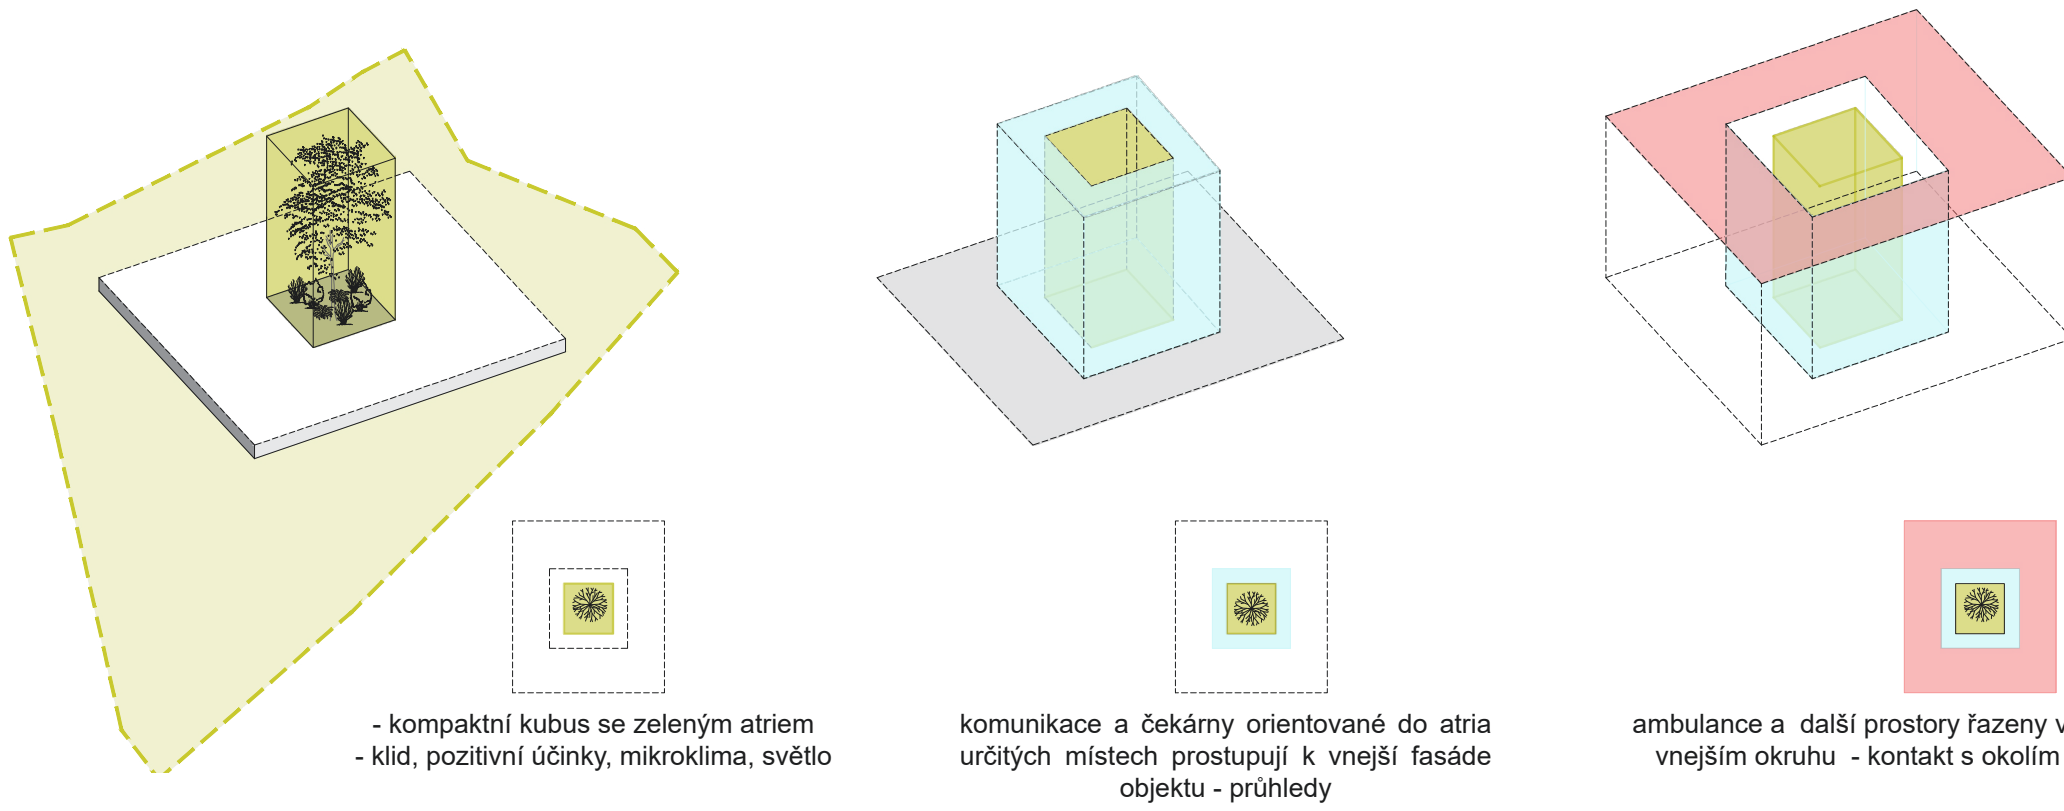 - kompaktní kubus se zeleným atriem
- klid, pozitivní účinky, mikroklima, světlo
komunikace a čekárny orientované do atria
určitých místech prostupují k vnejší fasáde
objektu - průhledy
ambulance a další prostory řazeny v
vnejším okruhu - kontakt s okolím